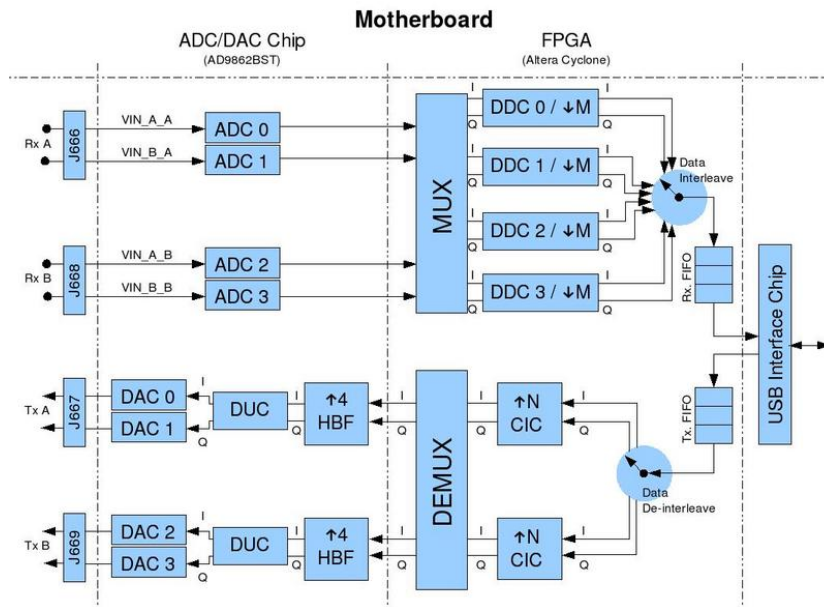 Motherboard
ADC/DAC Chip
(AD9862BST)
FPGA
(Altera Cyclone)
Rx A
J666
VIN_A_A
VIN_B_A
ADC 0
ADC 1
Rx B
J668
VIN_A_B
VIN_B_B
ADC 2
ADC 3
MUX
I
Q
DDC 0 / ↓M
I
Q
I
Q
DDC 1 / ↓M
I
Q
I
Q
DDC 2 / ↓M
I
Q
I
Q
DDC 3 / ↓M
I
Q
Data
Interleave
Rx. FIFO
USB Interface Chip
Tx. FIFO
Data
De-interleave
Tx A
J667
DAC 0
DAC 1
I
Q
DUC
I
Q
↑4
HBF
I
Q
DEMUX
I
Q
↑N
CIC
I
Q
Tx B
J669
DAC 2
DAC 3
I
Q
DUC
I
Q
↑4
HBF
I
Q
I
Q
↑N
CIC
I
Q